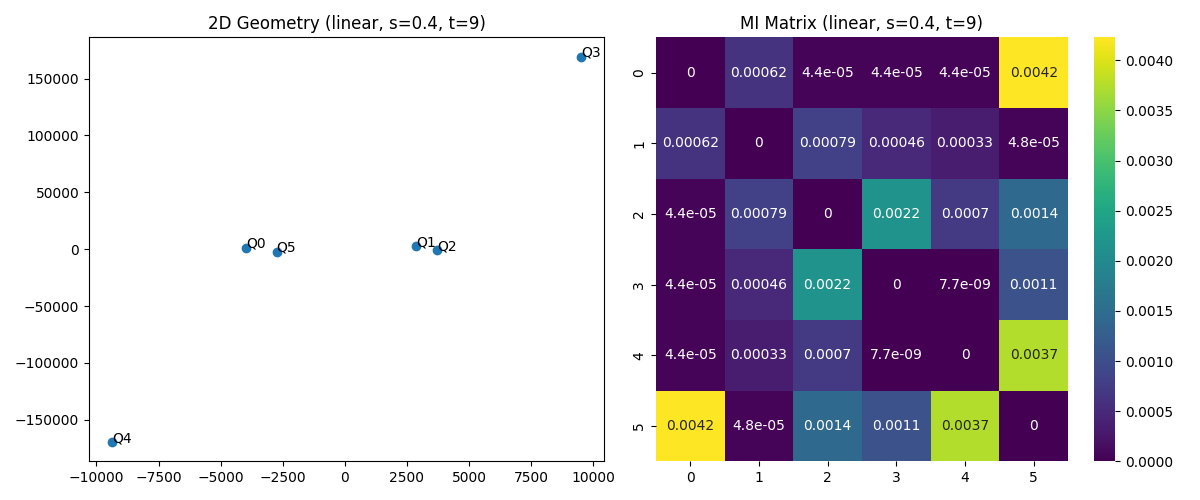 2D Geometry (linear, s=0.4, t=9)
150000
100000
50000
0
−50000
−100000
−150000
Q3
Q0
Q5
Q1
Q2
Q4
−10000 −7500 −5000 −2500 0 2500 5000 7500 10000
MI Matrix (linear, s=0.4, t=9)
0 0 0.00062 4.4e-05 4.4e-05 4.4e-05 0.0042
1 0.00062 0 0.00079 0.00046 0.00033 4.8e-05
2 4.4e-05 0.00079 0 0.0022 0.0007 0.0014
3 4.4e-05 0.00046 0.0022 0 7.7e-09 0.0011
4 4.4e-05 0.00033 0.0007 7.7e-09 0 0.0037
5 0.0042 4.8e-05 0.0014 0.0011 0.0037 0
0 1 2 3 4 5
0.0040
0.0035
0.0030
0.0025
0.0020
0.0015
0.0010
0.0005
0.0000